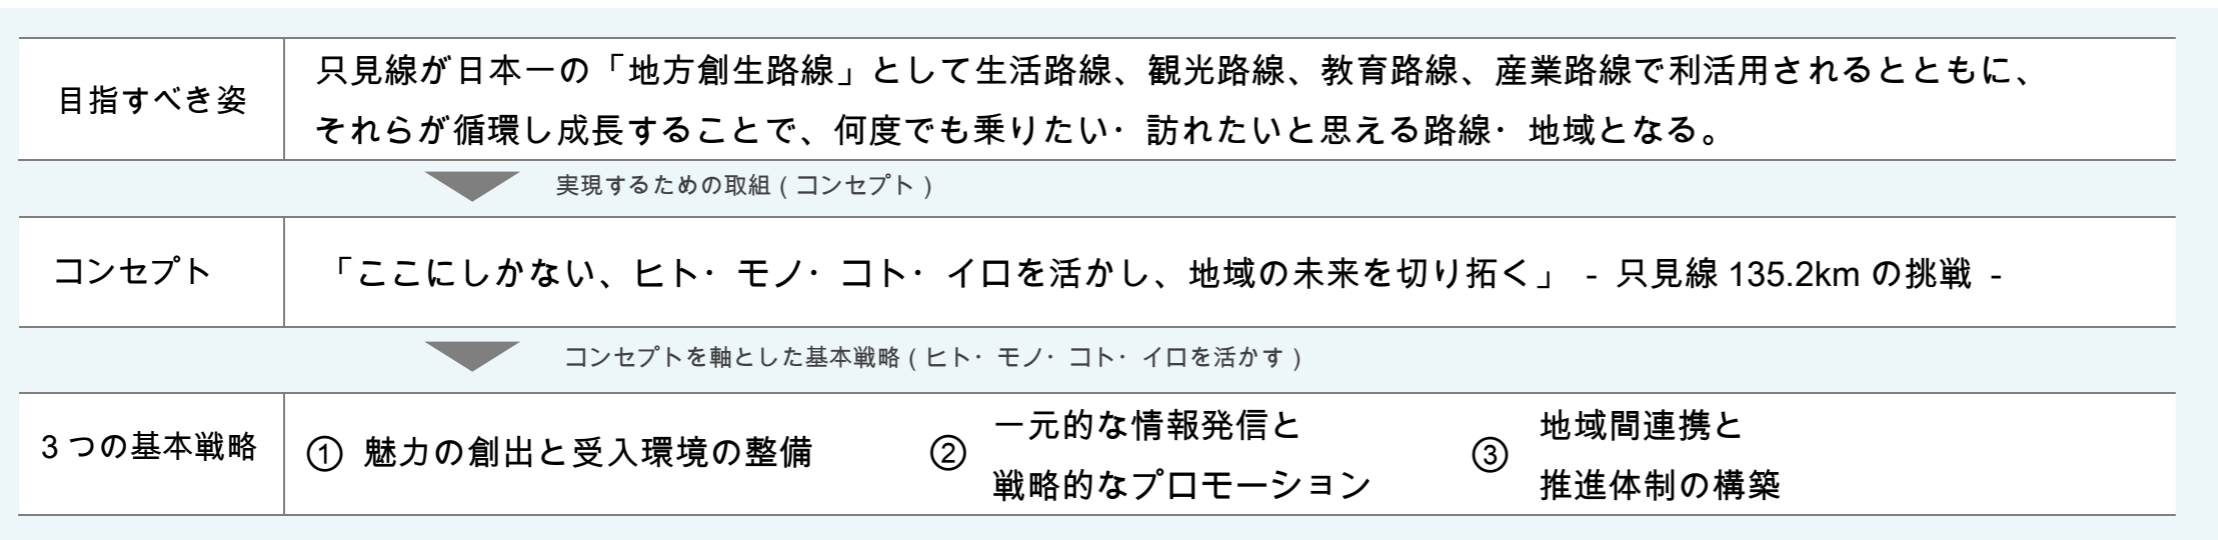 目指すべき姿
只見線が日本一の「地方創生路線」として生活路線、観光路線、教育路線、産業路線で利活用されるとともに、
それらが循環し成長することで、何度でも乗りたい・訪れたいと思える路線・地域となる。
実現するための取組(コンセプト)
コンセプト
「ここにしかない、ヒト・モノ・コト・イロを活かし、地域の未来を切り拓く」 - 只見線 135.2km の挑戦 -
コンセプトを軸とした基本戦略(ヒト・モノ・コト・イロを活かす)
3つの基本戦略
① 魅力の創出と受入環境の整備
② 一元的な情報発信と
戦略的なプロモーション
③ 地域間連携と
推進体制の構築